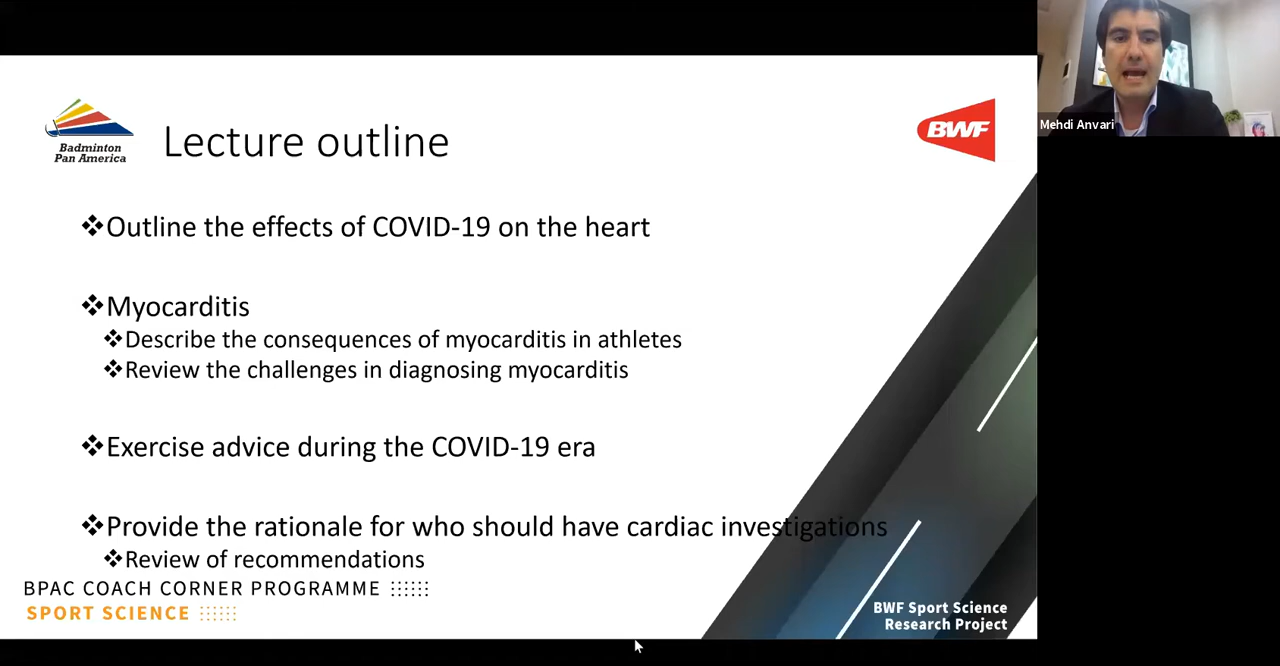 Badminton
Pan America
Lecture outline
BWF
Mehdi Anvari
❖Outline the effects of COVID-19 on the heart
❖Myocarditis
❖Describe the consequences of myocarditis in athletes
❖Review the challenges in diagnosing myocarditis
❖Exercise advice during the COVID-19 era
❖Provide the rationale for who should have cardiac investigations
❖Review of recommendations
BPAC COACH CORNER PROGRAMME
SPORT SCIENCE
BWF Sport Science
Research Project